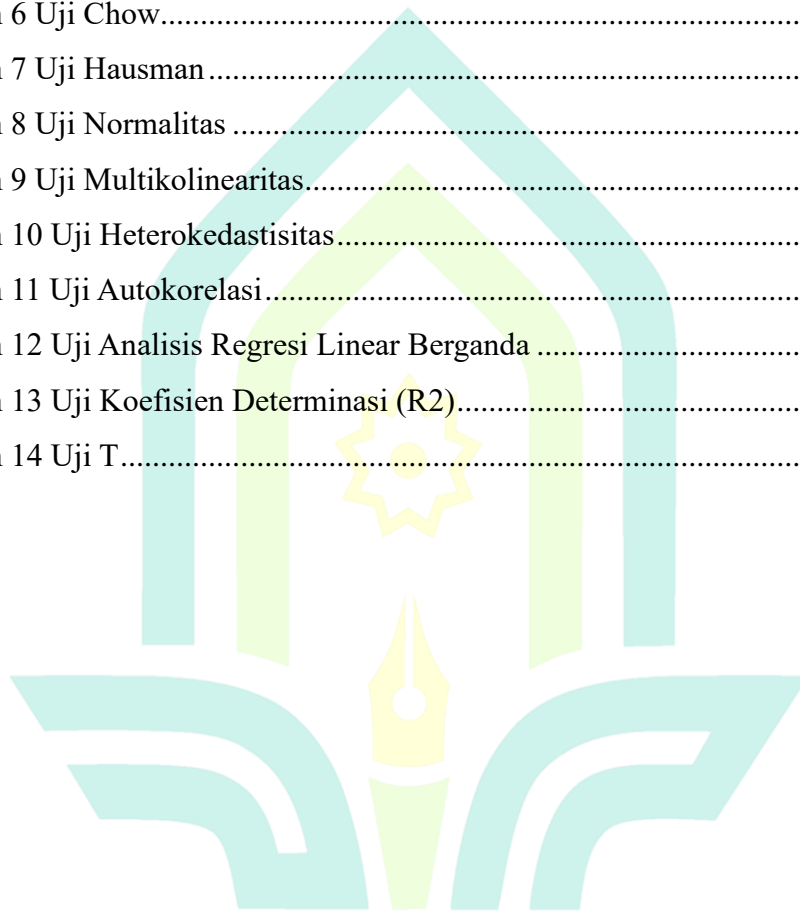 6 Uji Chow..........................................................................................
7 Uji Hausman..........................................................................................
8 Uji Normalitas ..........................................................................................
9 Uji Multikolinearitas..........................................................................................
10 Uji Heterokedastisitas..........................................................................................
11 Uji Autokorelasi..........................................................................................
12 Uji Analisis Regresi Linear Berganda ..........................................................................................
13 Uji Koefisien Determinasi (R2)..........................................................................................
14 Uji T..........................................................................................